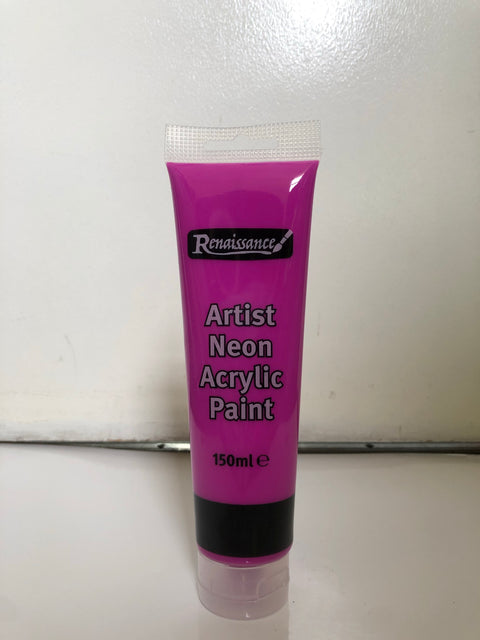 Renaissance
Artist
Neon
Acrylic
Paint
150ml ℮